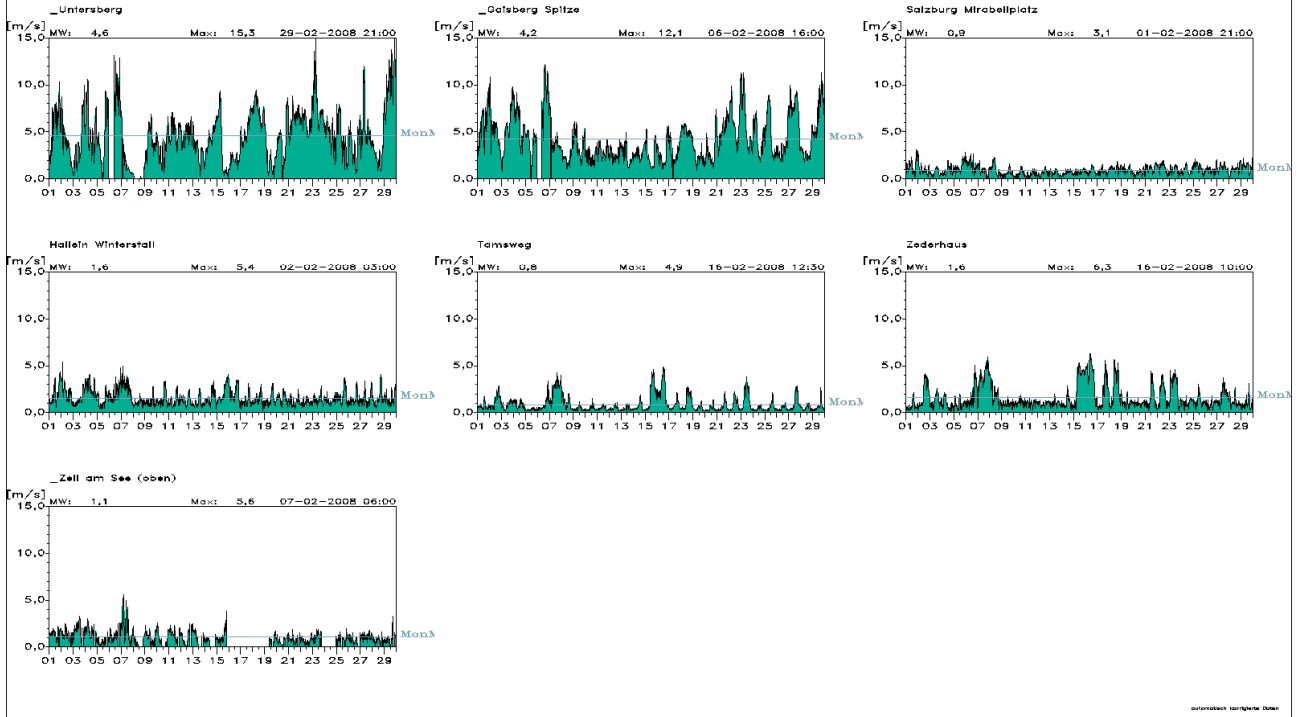 _Untersberg
[m/s] MW: 4,6 Max: 15,3 29-02-2008 21:00
15,0
10,0
5,0
MonM
0,0
01 03 05 07 09 11 13 15 17 19 21 23 25 27 29
_Gaisberg Spitze
[m/s] MW: 4,2 Max: 12,1 06-02-2008 16:00
15,0
10,0
5,0
MonM
0,0
01 03 05 07 09 11 13 15 17 19 21 23 25 27 29
Salzburg Mirabellplatz
[m/s] MW: 0,9 Max: 3,1 01-02-2008 21:00
15,0
10,0
5,0
MonM
0,0
01 03 05 07 09 11 13 15 17 19 21 23 25 27 29
Hallein Winterstall
[m/s] MW: 1,6 Max: 5,4 02-02-2008 03:00
15,0
10,0
5,0
MonM
0,0
01 03 05 07 09 11 13 15 17 19 21 23 25 27 29
Tamsweg
[m/s] MW: 0,8 Max: 4,9 16-02-2008 12:30
15,0
10,0
5,0
MonM
0,0
01 03 05 07 09 11 13 15 17 19 21 23 25 27 29
Zederhaus
[m/s] MW: 1,6 Max: 6,3 16-02-2008 10:00
15,0
10,0
5,0
MonM
0,0
01 03 05 07 09 11 13 15 17 19 21 23 25 27 29
_Zell am See (oben)
[m/s] MW: 1,1 Max: 5,6 07-02-2008 06:00
15,0
10,0
5,0
MonM
0,0
01 03 05 07 09 11 13 15 17 19 21 23 25 27 29
automatisch korrigierte Daten